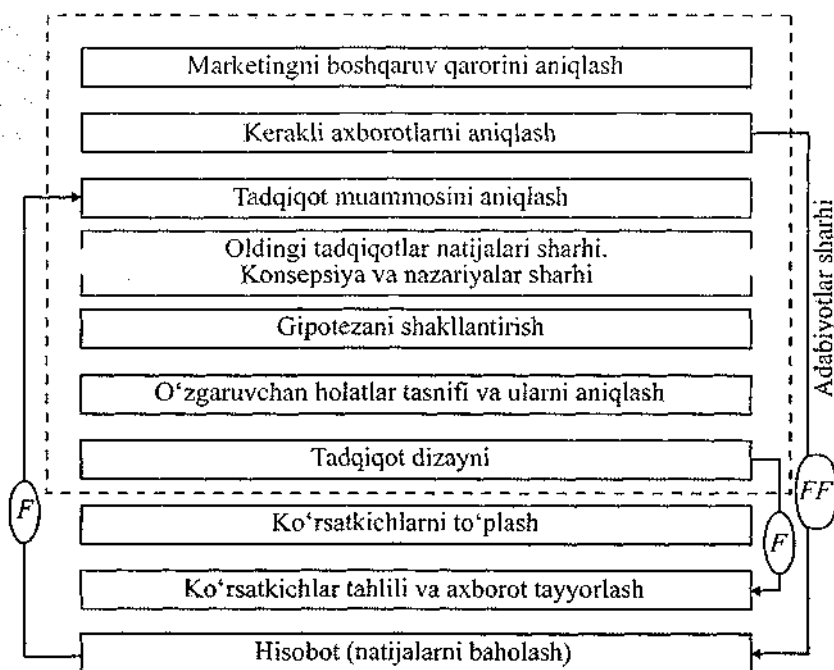 Marketingni boshqaruv qarorini aniqlash
Kerakli axborotlarni aniqlash
Tadqiqot muammosini aniqlash
Oldingi tadqiqotlar natijalari sharhi.
Konsepsiya va nazariyalar sharhi
Gipotezani shakllantirish
O‘zgaruvchan holatlar tasnifi va ularni aniqlash
Tadqiqot dizayni
Ko‘rsatkichlarni to‘plash
Ko‘rsatkichlar tahlili va axborot tayyorlash
Hisobot (natijalarni baholash)
F
F
FF
Adabiyotlar sharhi